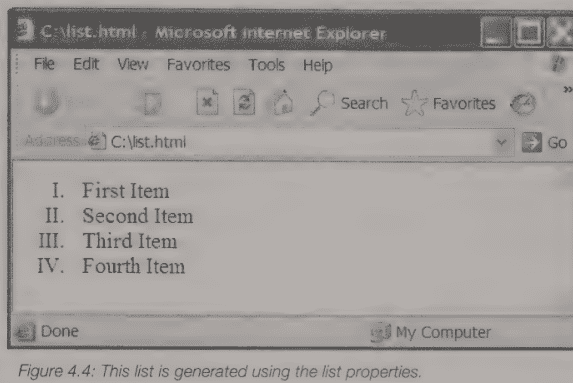 C:\list.html - Microsoft Internet Explorer
File Edit View Favorites Tools Help
Search Favorites »
Address C:\list.html Go
I. First Item
II. Second Item
III. Third Item
IV. Fourth Item
Done My Computer
Figure 4.4: This list is generated using the list properties.